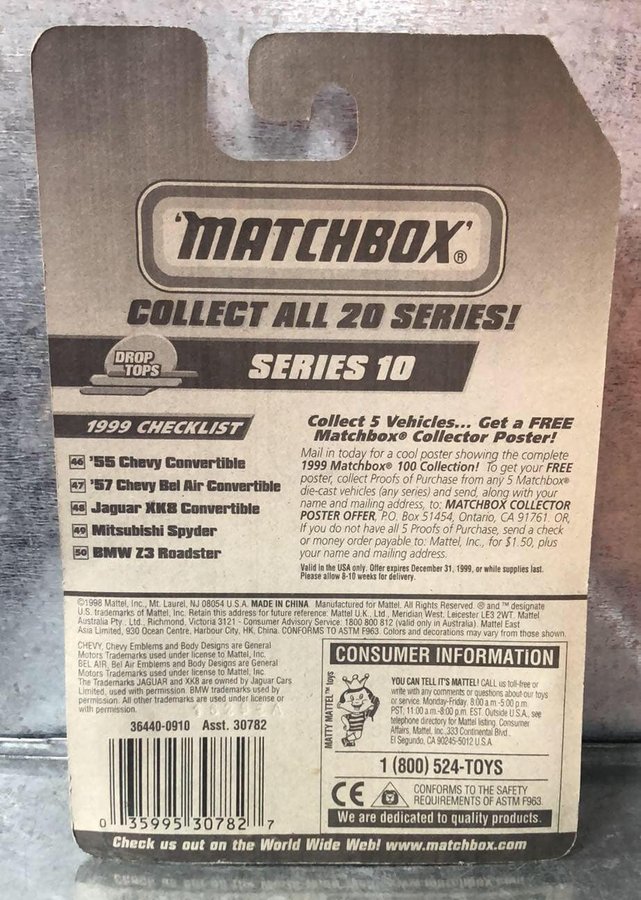 'MATCHBOX'®
COLLECT ALL 20 SERIES!
DROP
TOPS
SERIES 10
1999 CHECKLIST
46 '55 Chevy Convertible
47 '57 Chevy Bel Air Convertible
48 Jaguar XK8 Convertible
49 Mitsubishi Spyder
50 BMW Z3 Roadster
Collect 5 Vehicles... Get a FREE
Matchbox® Collector Poster!
Mail in today for a cool poster showing the complete
1999 Matchbox® 100 Collection! To get your FREE
poster, collect Proofs of Purchase from any 5 Matchbox®
die-cast vehicles (any series) and send, along with your
name and mailing address, to: MATCHBOX COLLECTOR
POSTER OFFER, P.O. Box 51454, Ontario, CA 91761. OR,
If you do not have all 5 Proofs of Purchase, send a check
or money order payable to: Mattel, Inc., for $1.50, plus
your name and mailing address.
Valid in the USA only. Offer expires December 31, 1999, or while supplies last.
Please allow 8-10 weeks for delivery.
©1998 Mattel, Inc., Mt. Laurel, NJ 08054 U.S.A. MADE IN CHINA. Manufactured for Mattel. All Rights Reserved. ® and ™ designate
U.S. trademarks of Mattel, Inc. Retain this address for future reference: Mattel U.K. Ltd., Meridian West, Leicester LE3 2WT. Mattel
Australia Pty., Ltd., Richmond, Victoria 3121 - Consumer Advisory Service: 1800 800 812 (valid only in Australia). Mattel East
Asia Limited, 930 Ocean Centre, Harbour City, HK, China. CONFORMS TO ASTM F963. Colors and decorations may vary from those shown.
CHEVY, Chevy Emblems and Body Designs are General
Motors Trademarks used under license to Mattel, Inc.
BEL AIR, Bel Air Emblems and Body Designs are General
Motors Trademarks used under license to Mattel, Inc
The Trademarks JAGUAR and XK8 are owned by Jaguar Cars
Limited, used with permission. BMW trademarks used by
permission. All other trademarks are used under license or
with permission.
36440-0910 Asst. 30782
0 35995 30782 7
CONSUMER INFORMATION
MATTY MATTEL™ toys
YOU CAN TELL IT'S MATTEL! CALL us toll-free or
write with any comments or questions about our toys
or service. Monday-Friday, 8:00 a.m.-5:00 p.m.
PST; 11:00 a.m.-8:00 p.m. EST. Outside U.S.A., see
telephone directory for Mattel listing. Consumer
Affairs, Mattel, Inc., 333 Continental Blvd.,
El Segundo, CA 90245-5012 U.S.A.
1 (800) 524-TOYS
CE
CONFORMS TO THE SAFETY
REQUIREMENTS OF ASTM F963.
We are dedicated to quality products.
Check us out on the World Wide Web! www.matchbox.com